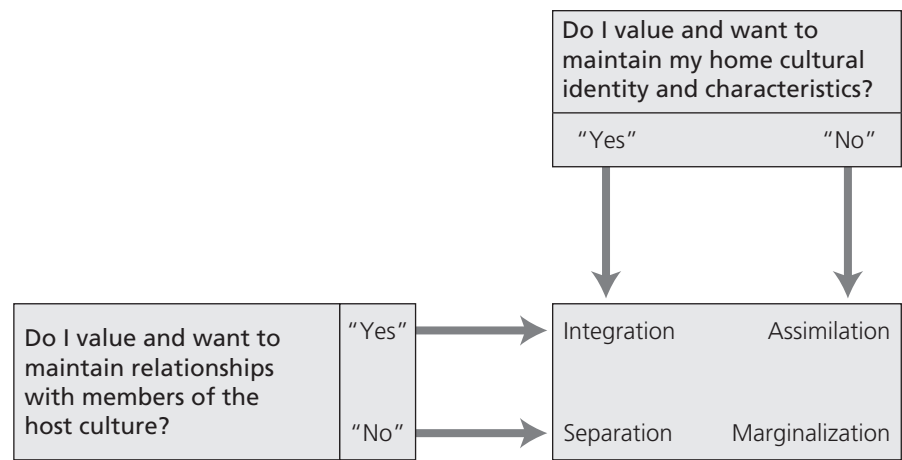 Do I value and want to
maintain my home cultural
identity and characteristics?
“Yes” “No”
Do I value and want to
maintain relationships
with members of the
host culture?
“Yes”
“No”
Integration Assimilation
Separation Marginalization